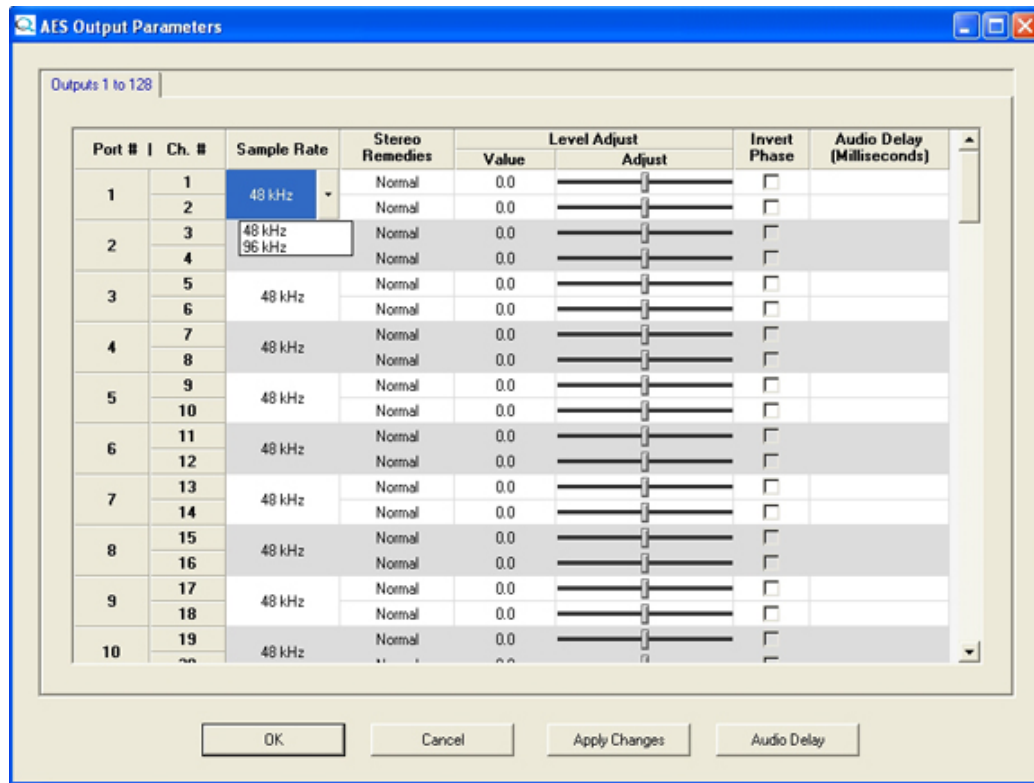 AES Output Parameters
Outputs 1 to 128
Port # | Ch. # Sample Rate Stereo Remedies Level Adjust Invert Phase Audio Delay (Milliseconds)
Value Adjust
1 1 48 kHz Normal 0.0
2 Normal 0.0
48 kHz
96 kHz
2 3 Normal 0.0
4 Normal 0.0
3 5 48 kHz Normal 0.0
6 Normal 0.0
4 7 48 kHz Normal 0.0
8 Normal 0.0
5 9 48 kHz Normal 0.0
10 Normal 0.0
6 11 48 kHz Normal 0.0
12 Normal 0.0
7 13 48 kHz Normal 0.0
14 Normal 0.0
8 15 48 kHz Normal 0.0
16 Normal 0.0
9 17 48 kHz Normal 0.0
18 Normal 0.0
10 19 48 kHz Normal 0.0
OK Cancel Apply Changes Audio Delay